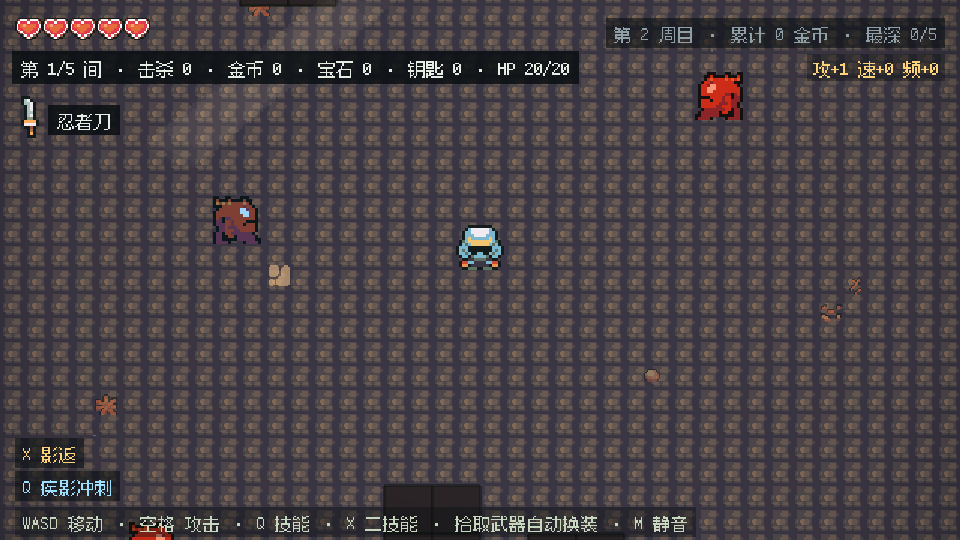 第 2 周目 · 累计 0 金币 · 最深 0/5
第 1/5 间 · 击杀 0 · 金币 0 · 宝石 0 · 钥匙 0 · HP 20/20
攻+1 速+0 频+0
忍者刀
X 影返
Q 疾影冲刺
WASD 移动 · 空格 攻击 · Q 技能 · X 二技能 · 拾取武器自动换装 · M 静音